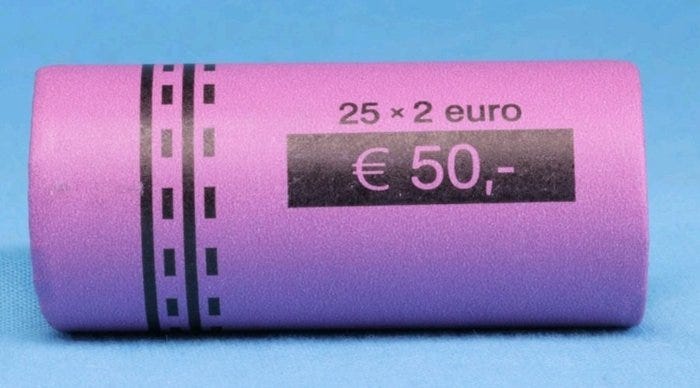 25 × 2 euro
€ 50,-